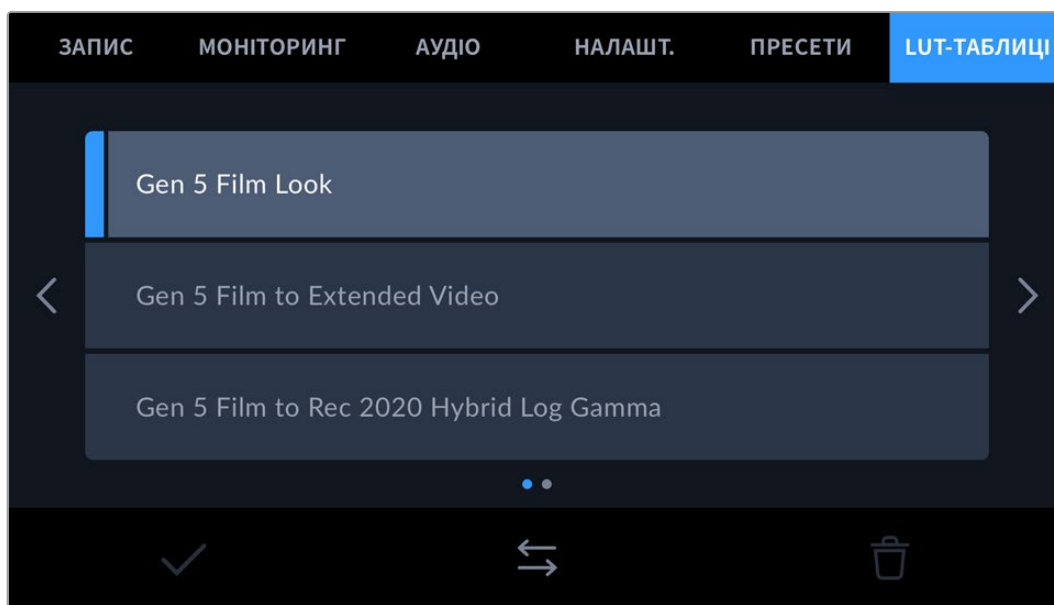 ЗАПИС МОНІТОРИНГ АУДІО НАЛАШТ. ПРЕСЕТИ LUT-ТАБЛИЦІ
Gen 5 Film Look
Gen 5 Film to Extended Video
Gen 5 Film to Rec 2020 Hybrid Log Gamma